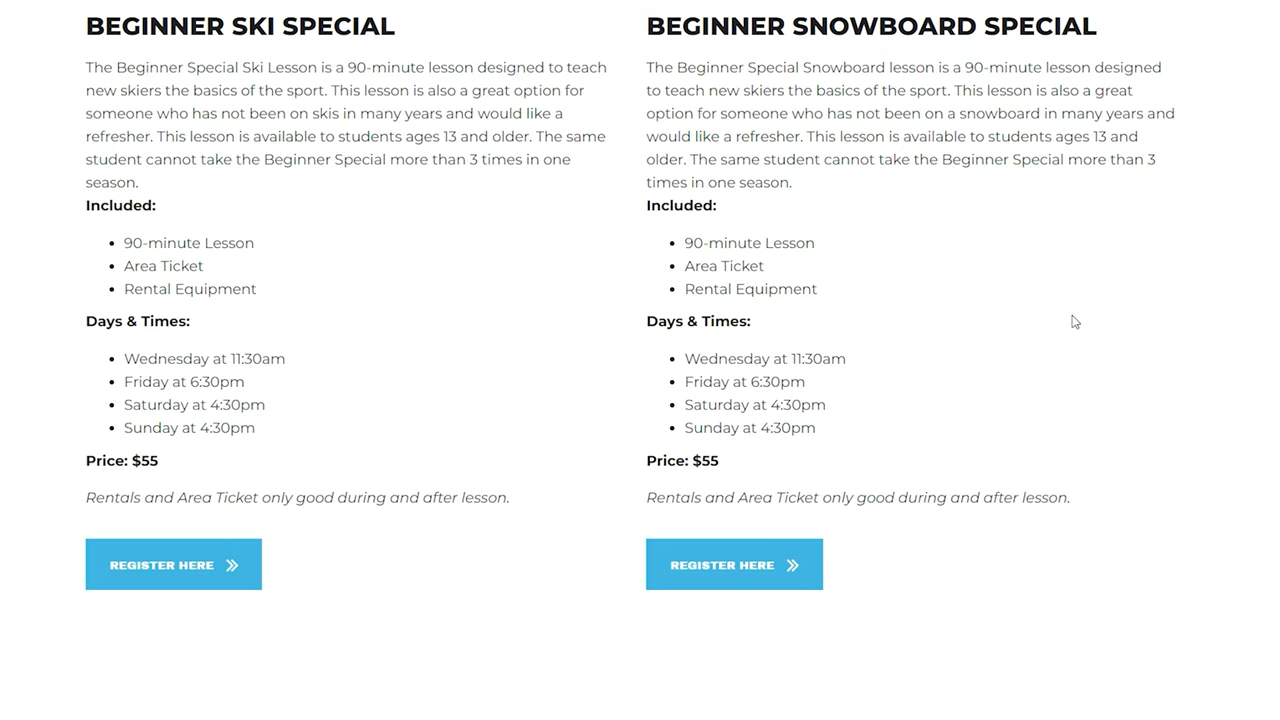 BEGINNER SKI SPECIAL
The Beginner Special Ski Lesson is a 90-minute lesson designed to teach
new skiers the basics of the sport. This lesson is also a great option for
someone who has not been on skis in many years and would like a
refresher. This lesson is available to students ages 13 and older. The same
student cannot take the Beginner Special more than 3 times in one
season.
Included:
• 90-minute Lesson
• Area Ticket
• Rental Equipment
Days & Times:
• Wednesday at 11:30am
• Friday at 6:30pm
• Saturday at 4:30pm
• Sunday at 4:30pm
Price: $55
Rentals and Area Ticket only good during and after lesson.
REGISTER HERE
BEGINNER SNOWBOARD SPECIAL
The Beginner Special Snowboard lesson is a 90-minute lesson designed
to teach new skiers the basics of the sport. This lesson is also a great
option for someone who has not been on a snowboard in many years and
would like a refresher. This lesson is available to students ages 13 and
older. The same student cannot take the Beginner Special more than 3
times in one season.
Included:
• 90-minute Lesson
• Area Ticket
• Rental Equipment
Days & Times:
• Wednesday at 11:30am
• Friday at 6:30pm
• Saturday at 4:30pm
• Sunday at 4:30pm
Price: $55
Rentals and Area Ticket only good during and after lesson.
REGISTER HERE